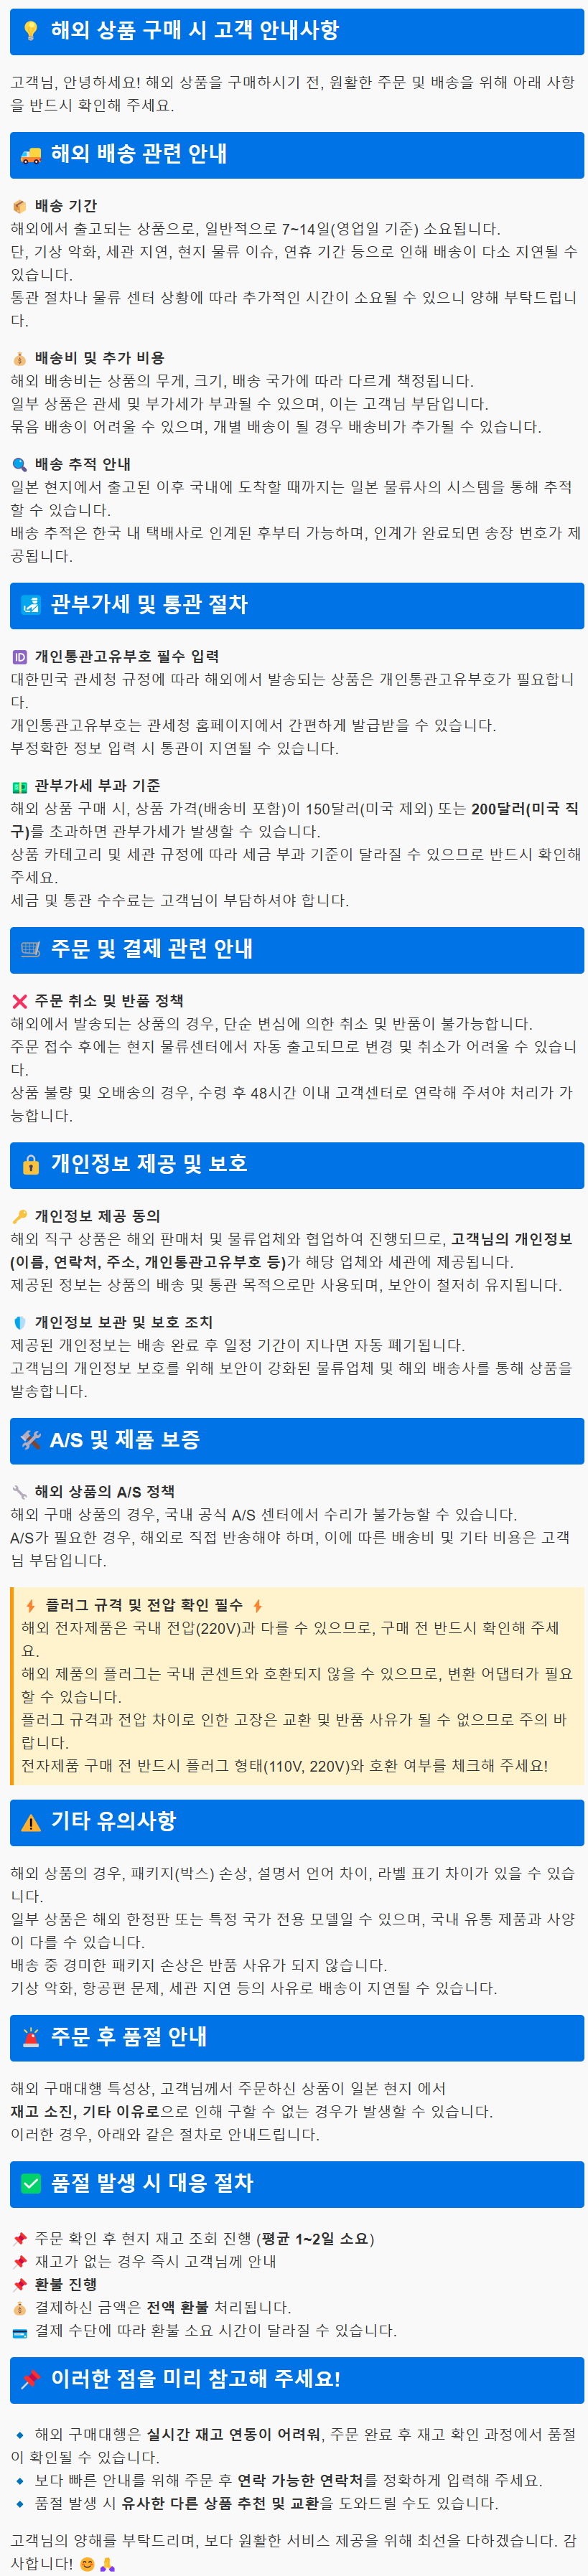 💡 해외 상품 구매 시 고객 안내사항
고객님, 안녕하세요! 해외 상품을 구매하시기 전, 원활한 주문 및 배송을 위해 아래 사항
을 반드시 확인해 주세요.
🚚 해외 배송 관련 안내
📦 배송 기간
해외에서 출고되는 상품으로, 일반적으로 7~14일(영업일 기준) 소요됩니다.
단, 기상 악화, 세관 지연, 현지 물류 이슈, 연휴 기간 등으로 인해 배송이 다소 지연될 수
있습니다.
통관 절차나 물류 센터 상황에 따라 추가적인 시간이 소요될 수 있으니 양해 부탁드립니
다.
💰 배송비 및 추가 비용
해외 배송비는 상품의 무게, 크기, 배송 국가에 따라 다르게 책정됩니다.
일부 상품은 관세 및 부가세가 부과될 수 있으며, 이는 고객님 부담입니다.
묶음 배송이 어려울 수 있으며, 개별 배송이 될 경우 배송비가 추가될 수 있습니다.
🔍 배송 추적 안내
일본 현지에서 출고된 이후 국내에 도착할 때까지는 일본 물류사의 시스템을 통해 추적
할 수 있습니다.
배송 추적은 한국 내 택배사로 인계된 후부터 가능하며, 인계가 완료되면 송장 번호가 제
공됩니다.
🛃 관부가세 및 통관 절차
🆔 개인통관고유부호 필수 입력
대한민국 관세청 규정에 따라 해외에서 발송되는 상품은 개인통관고유부호가 필요합니
다.
개인통관고유부호는 관세청 홈페이지에서 간편하게 발급받을 수 있습니다.
부정확한 정보 입력 시 통관이 지연될 수 있습니다.
💵 관부가세 부과 기준
해외 상품 구매 시, 상품 가격(배송비 포함)이 150달러(미국 제외) 또는 200달러(미국 직
구)를 초과하면 관부가세가 발생할 수 있습니다.
상품 카테고리 및 세관 규정에 따라 세금 부과 기준이 달라질 수 있으므로 반드시 확인해
주세요.
세금 및 통관 수수료는 고객님이 부담하셔야 합니다.
🛒 주문 및 결제 관련 안내
❌ 주문 취소 및 반품 정책
해외에서 발송되는 상품의 경우, 단순 변심에 의한 취소 및 반품이 불가능합니다.
주문 접수 후에는 현지 물류센터에서 자동 출고되므로 변경 및 취소가 어려울 수 있습니
다.
상품 불량 및 오배송의 경우, 수령 후 48시간 이내 고객센터로 연락해 주셔야 처리가 가
능합니다.
🔒 개인정보 제공 및 보호
🔑 개인정보 제공 동의
해외 직구 상품은 해외 판매처 및 물류업체와 협업하여 진행되므로, 고객님의 개인정보
(이름, 연락처, 주소, 개인통관고유부호 등)가 해당 업체와 세관에 제공됩니다.
제공된 정보는 상품의 배송 및 통관 목적으로만 사용되며, 보안이 철저히 유지됩니다.
🛡 개인정보 보관 및 보호 조치
제공된 개인정보는 배송 완료 후 일정 기간이 지나면 자동 폐기됩니다.
고객님의 개인정보 보호를 위해 보안이 강화된 물류업체 및 해외 배송사를 통해 상품을
발송합니다.
🛠 A/S 및 제품 보증
🔧 해외 상품의 A/S 정책
해외 구매 상품의 경우, 국내 공식 A/S 센터에서 수리가 불가능할 수 있습니다.
A/S가 필요한 경우, 해외로 직접 반송해야 하며, 이에 따른 배송비 및 기타 비용은 고객
님 부담입니다.
⚡ 플러그 규격 및 전압 확인 필수 ⚡
해외 전자제품은 국내 전압(220V)과 다를 수 있으므로, 구매 전 반드시 확인해 주세
요.
해외 제품의 플러그는 국내 콘센트와 호환되지 않을 수 있으므로, 변환 어댑터가 필요
할 수 있습니다.
플러그 규격과 전압 차이로 인한 고장은 교환 및 반품 사유가 될 수 없으므로 주의 바
랍니다.
전자제품 구매 전 반드시 플러그 형태(110V, 220V)와 호환 여부를 체크해 주세요!
⚠ 기타 유의사항
해외 상품의 경우, 패키지(박스) 손상, 설명서 언어 차이, 라벨 표기 차이가 있을 수 있습
니다.
일부 상품은 해외 한정판 또는 특정 국가 전용 모델일 수 있으며, 국내 유통 제품과 사양
이 다를 수 있습니다.
배송 중 경미한 패키지 손상은 반품 사유가 되지 않습니다.
기상 악화, 항공편 문제, 세관 지연 등의 사유로 배송이 지연될 수 있습니다.
🚨 주문 후 품절 안내
해외 구매대행 특성상, 고객님께서 주문하신 상품이 일본 현지 에서
재고 소진, 기타 이유로으로 인해 구할 수 없는 경우가 발생할 수 있습니다.
이러한 경우, 아래와 같은 절차로 안내드립니다.
✅ 품절 발생 시 대응 절차
📌 주문 확인 후 현지 재고 조회 진행 (평균 1~2일 소요)
📌 재고가 없는 경우 즉시 고객님께 안내
📌 환불 진행
💰 결제하신 금액은 전액 환불 처리됩니다.
💳 결제 수단에 따라 환불 소요 시간이 달라질 수 있습니다.
📌 이러한 점을 미리 참고해 주세요!
🔹 해외 구매대행은 실시간 재고 연동이 어려워, 주문 완료 후 재고 확인 과정에서 품절
이 확인될 수 있습니다.
🔹 보다 빠른 안내를 위해 주문 후 연락 가능한 연락처를 정확하게 입력해 주세요.
🔹 품절 발생 시 유사한 다른 상품 추천 및 교환을 도와드릴 수도 있습니다.
고객님의 양해를 부탁드리며, 보다 원활한 서비스 제공을 위해 최선을 다하겠습니다. 감
사합니다! 😊🙏